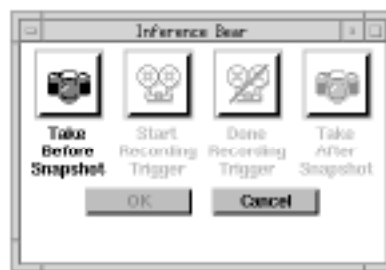 Inference Bear
Take Before Snapshot
Start Recording Trigger
Done Recording Trigger
Take After Snapshot
OK
Cancel